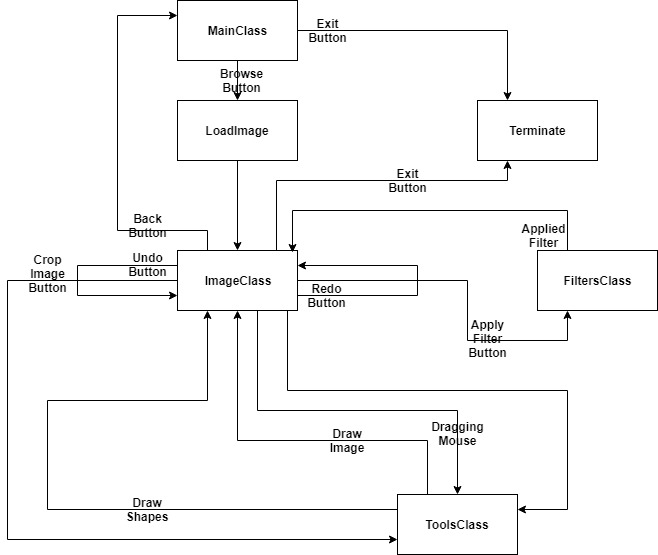 MainClass
Exit
Button
Browse
Button
LoadImage
Terminate
Exit
Button
Back
Button
Applied
Filter
Crop
Image
Button
Undo
Button
ImageClass
Redo
Button
FiltersClass
Apply
Filter
Button
Dragging
Mouse
Draw
Image
Draw
Shapes
ToolsClass